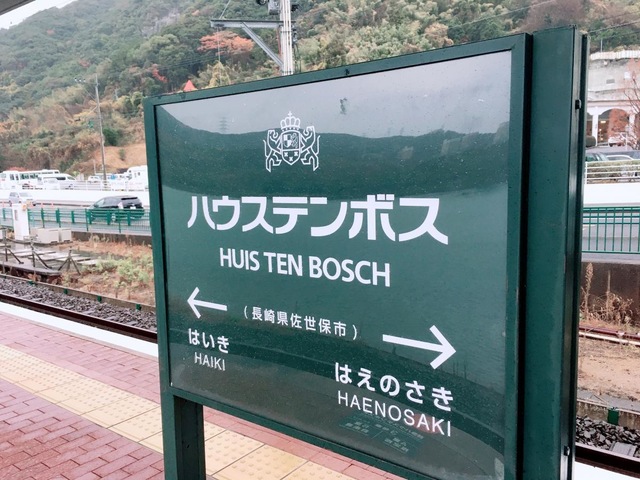 ハウステンボス
HUIS TEN BOSCH
(長崎県佐世保市)
← →
はいき
HAIKI
はえのさき
HAENOSAKI